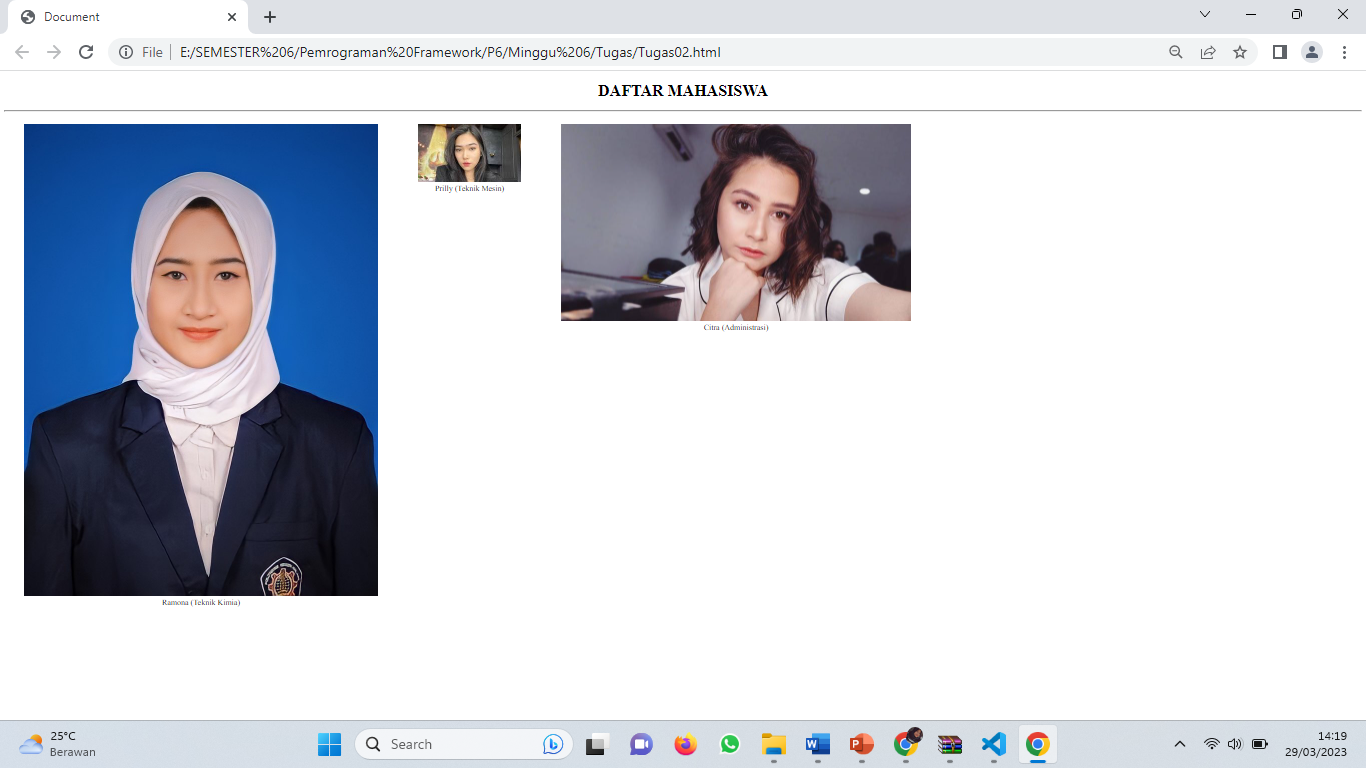 Document
File
E:/SEMESTER%206/Pemrograman%20Framework/P6/Minggu%206/Tugas/Tugas02.html
DAFTAR MAHASISWA
Prilly (Teknik Mesin)
Citra (Administrasi)
Ramona (Teknik Kimia)
25°C
Berawan
Search
14:19
29/03/2023